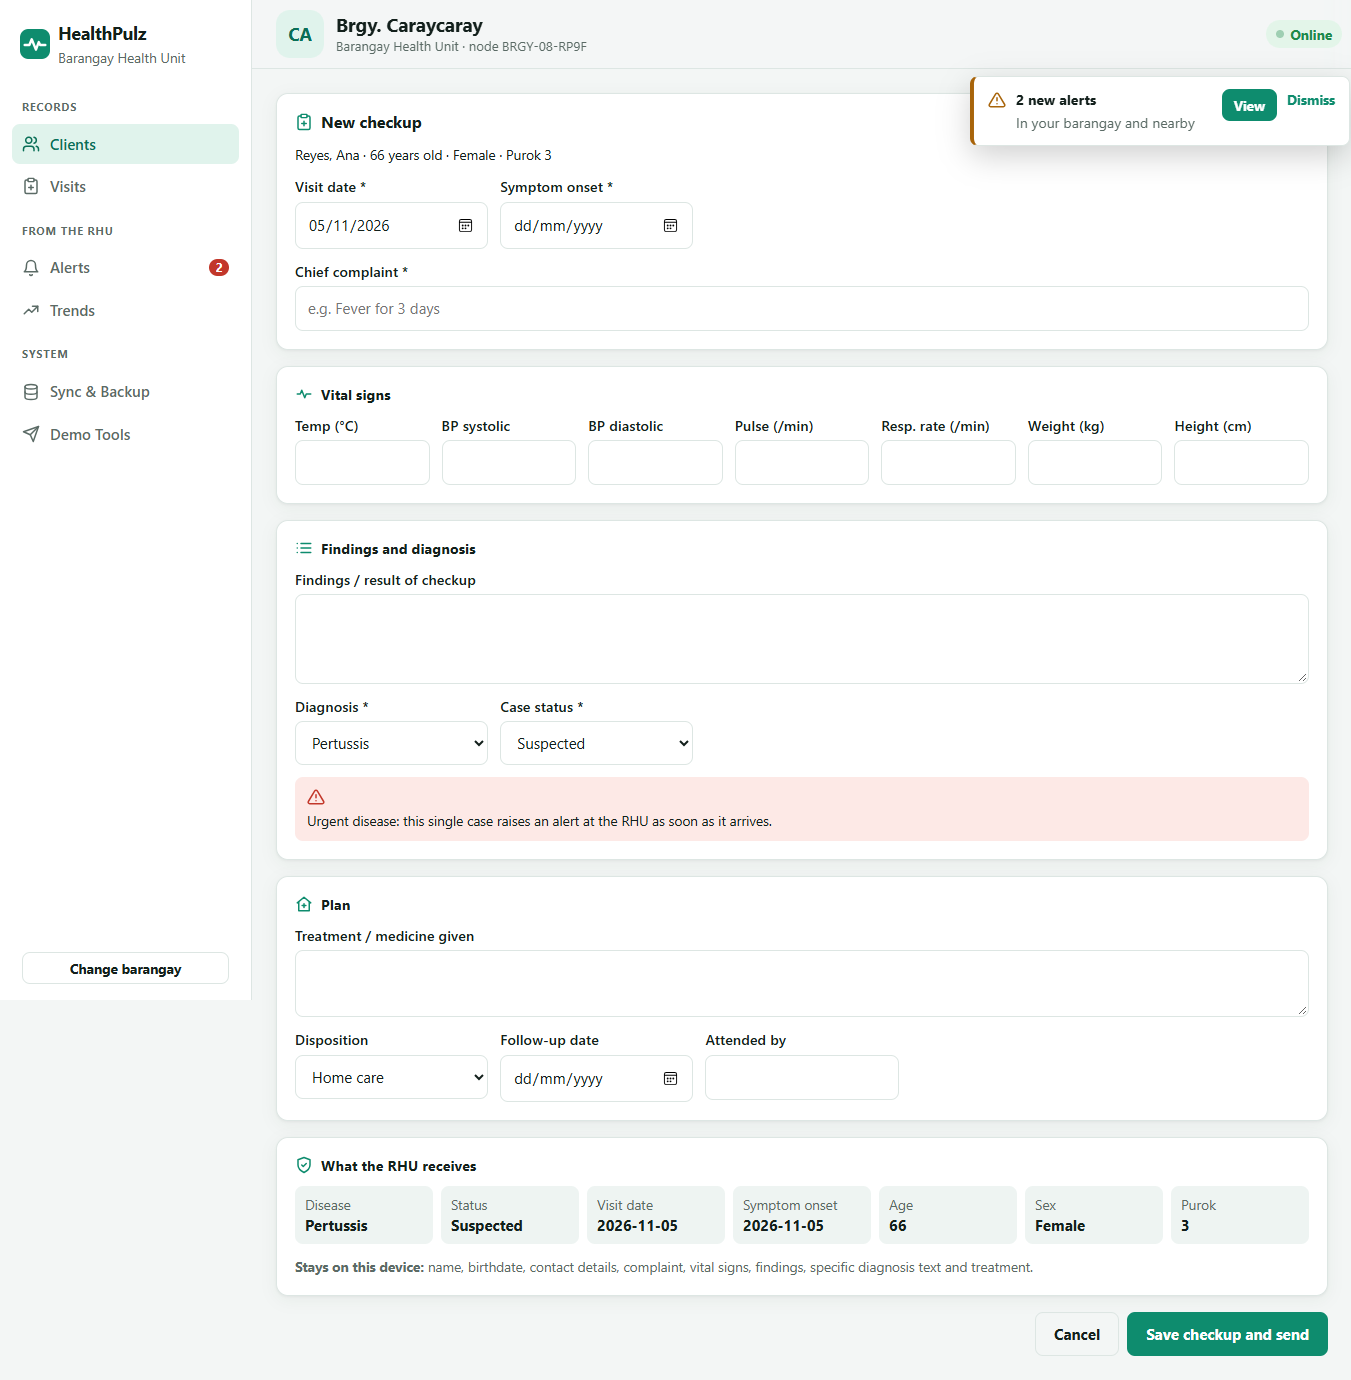 HealthPulz
Barangay Health Unit
RECORDS
Clients
Visits
FROM THE RHU
Alerts
2
Trends
SYSTEM
Sync & Backup
Demo Tools
Change barangay
CA
Brgy. Caraycaray
Barangay Health Unit · node BRGY-08-RP9F
Online
2 new alerts
In your barangay and nearby
View
Dismiss
New checkup
Reyes, Ana · 66 years old · Female · Purok 3
Visit date *
Symptom onset *
05/11/2026
dd/mm/yyyy
Chief complaint *
e.g. Fever for 3 days
Vital signs
Temp (°C)
BP systolic
BP diastolic
Pulse (/min)
Resp. rate (/min)
Weight (kg)
Height (cm)
Findings and diagnosis
Findings / result of checkup
Diagnosis *
Case status *
Pertussis
Suspected
Urgent disease: this single case raises an alert at the RHU as soon as it arrives.
Plan
Treatment / medicine given
Disposition
Follow-up date
Attended by
Home care
dd/mm/yyyy
What the RHU receives
Disease
Pertussis
Status
Suspected
Visit date
2026-11-05
Symptom onset
2026-11-05
Age
66
Sex
Female
Purok
3
Stays on this device: name, birthdate, contact details, complaint, vital signs, findings, specific diagnosis text and treatment.
Cancel
Save checkup and send